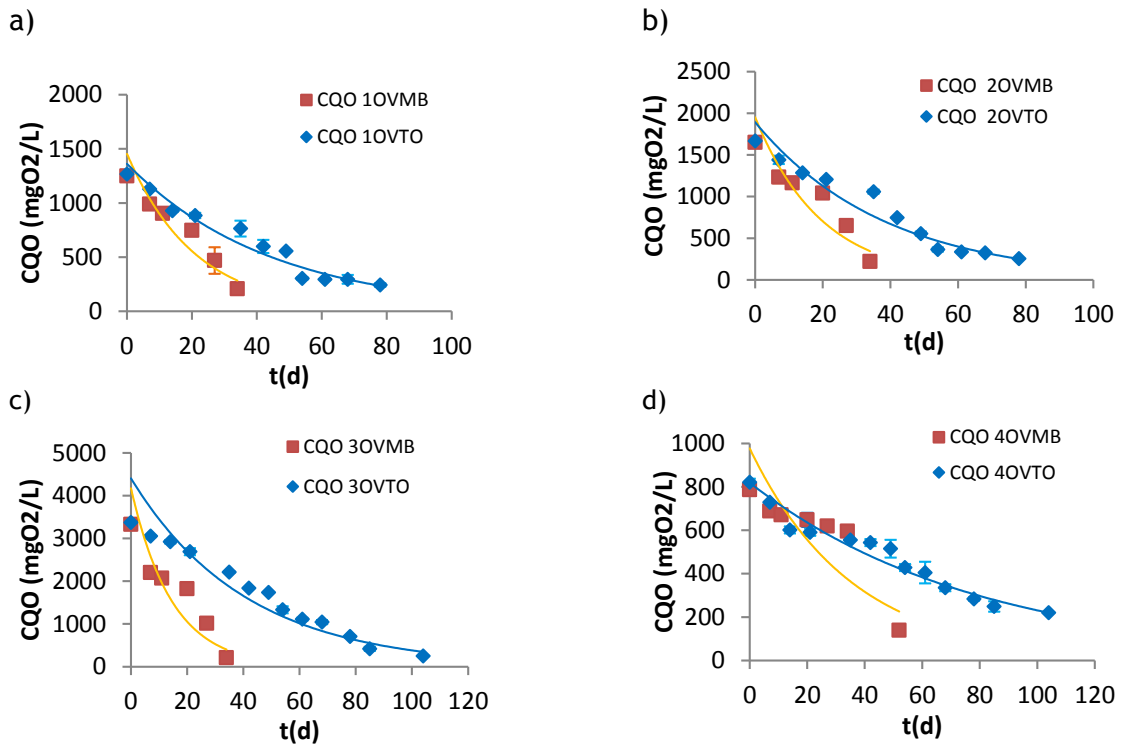 a)
CQO (mgO2/L)
2000
1500
1000
500
0
0 20 40 60 80 100
t(d)
CQO 1OVMB
CQO 1OVTO
b)
CQO (mgO2/L)
2500
2000
1500
1000
500
0
0 20 40 60 80 100
t(d)
CQO 2OVMB
CQO 2OVTO
c)
CQO (mgO2/L)
5000
4000
3000
2000
1000
0
0 20 40 60 80 100 120
t(d)
CQO 3OVMB
CQO 3OVTO
d)
CQO (mgO2/L)
1000
800
600
400
200
0
0 20 40 60 80 100 120
t(d)
CQO 4OVMB
CQO 4OVTO